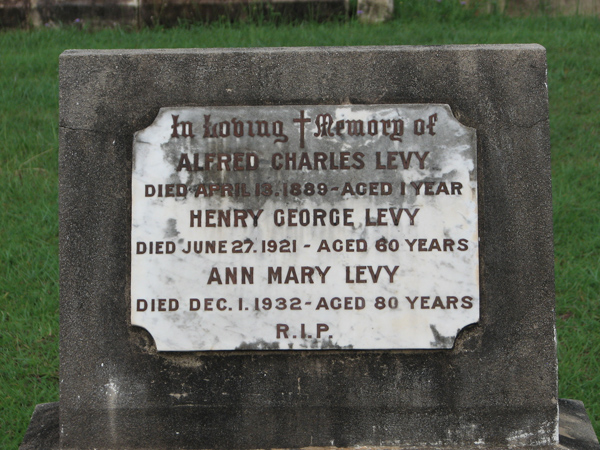 In Loving Memory of
ALFRED CHARLES LEVY
DIED APRIL 13. 1889 - AGED 1 YEAR
HENRY GEORGE LEVY
DIED JUNE 27. 1921 - AGED 60 YEARS
ANN MARY LEVY
DIED DEC. 1. 1932 - AGED 80 YEARS
R.I.P.